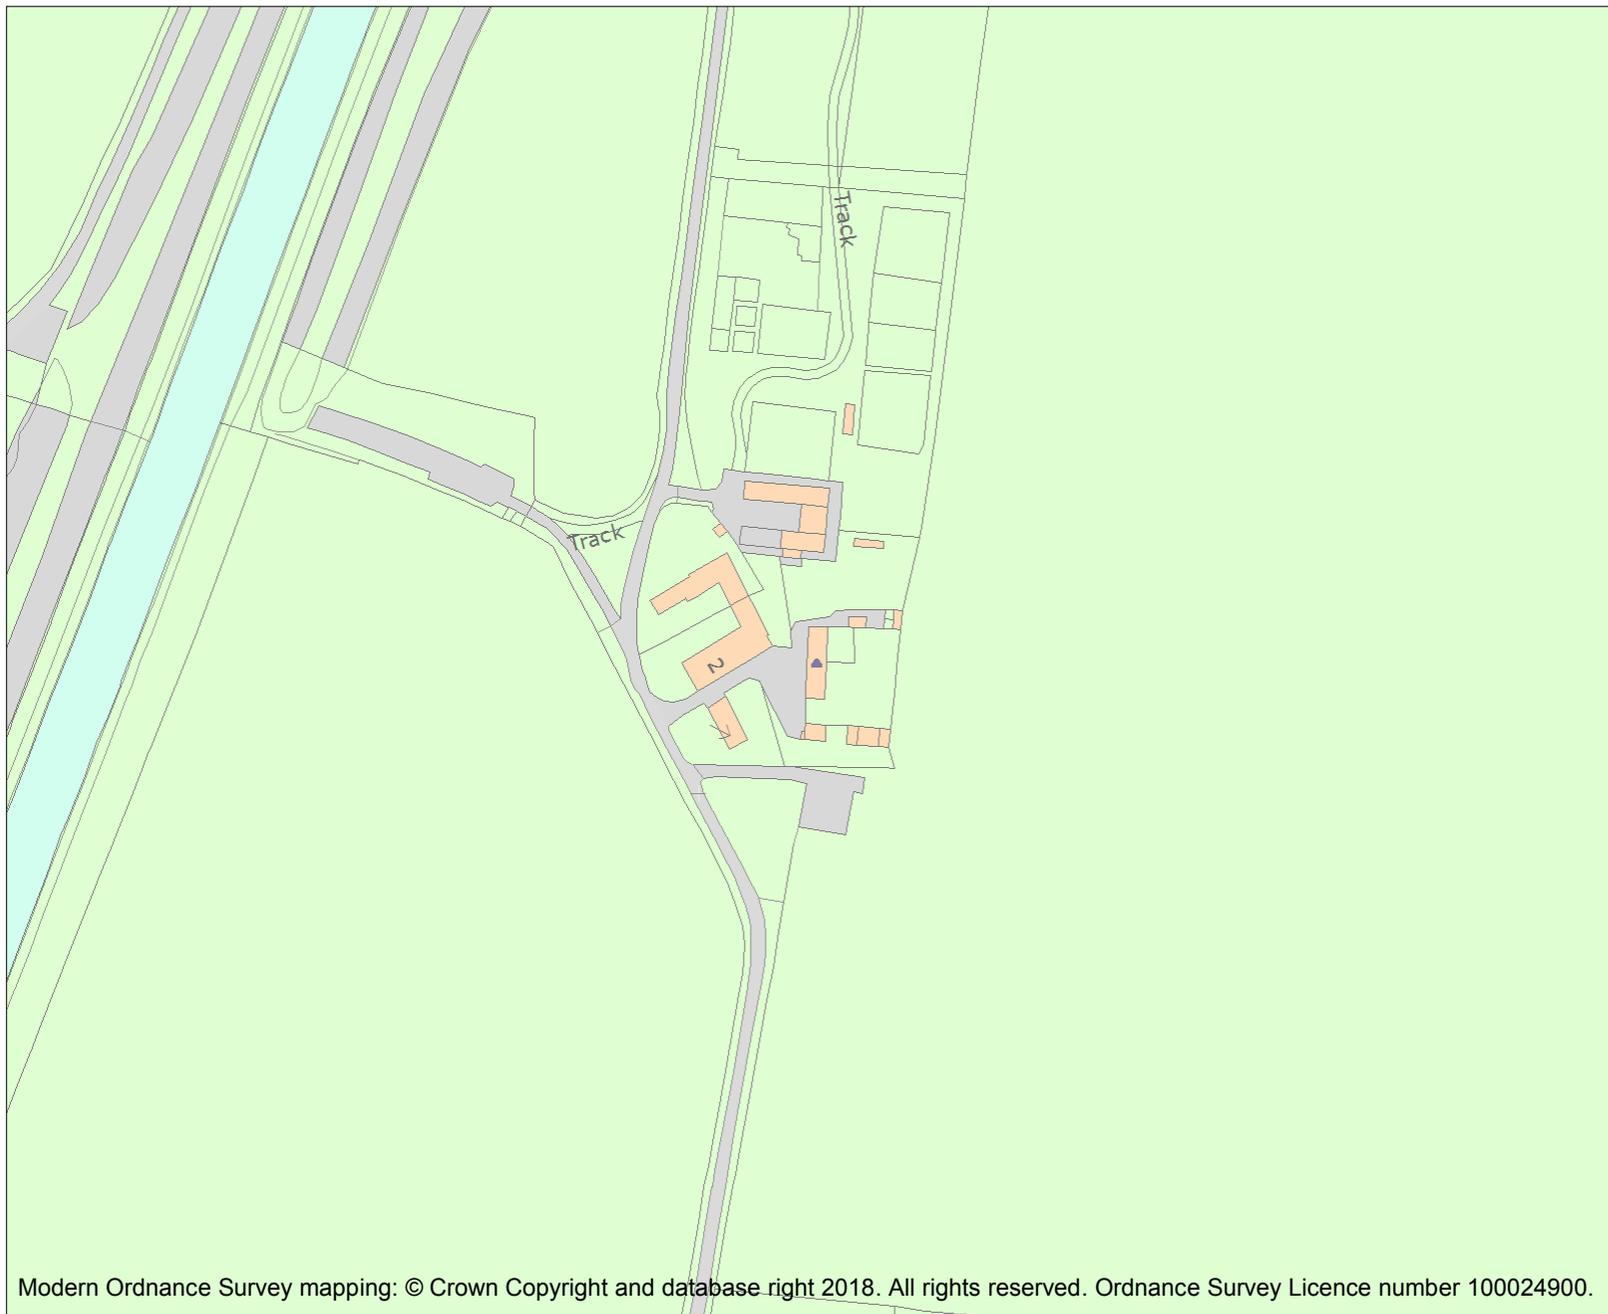 Track
Track
2
Modern Ordnance Survey mapping: © Crown Copyright and database right 2018. All rights reserved. Ordnance Survey Licence number 100024900.